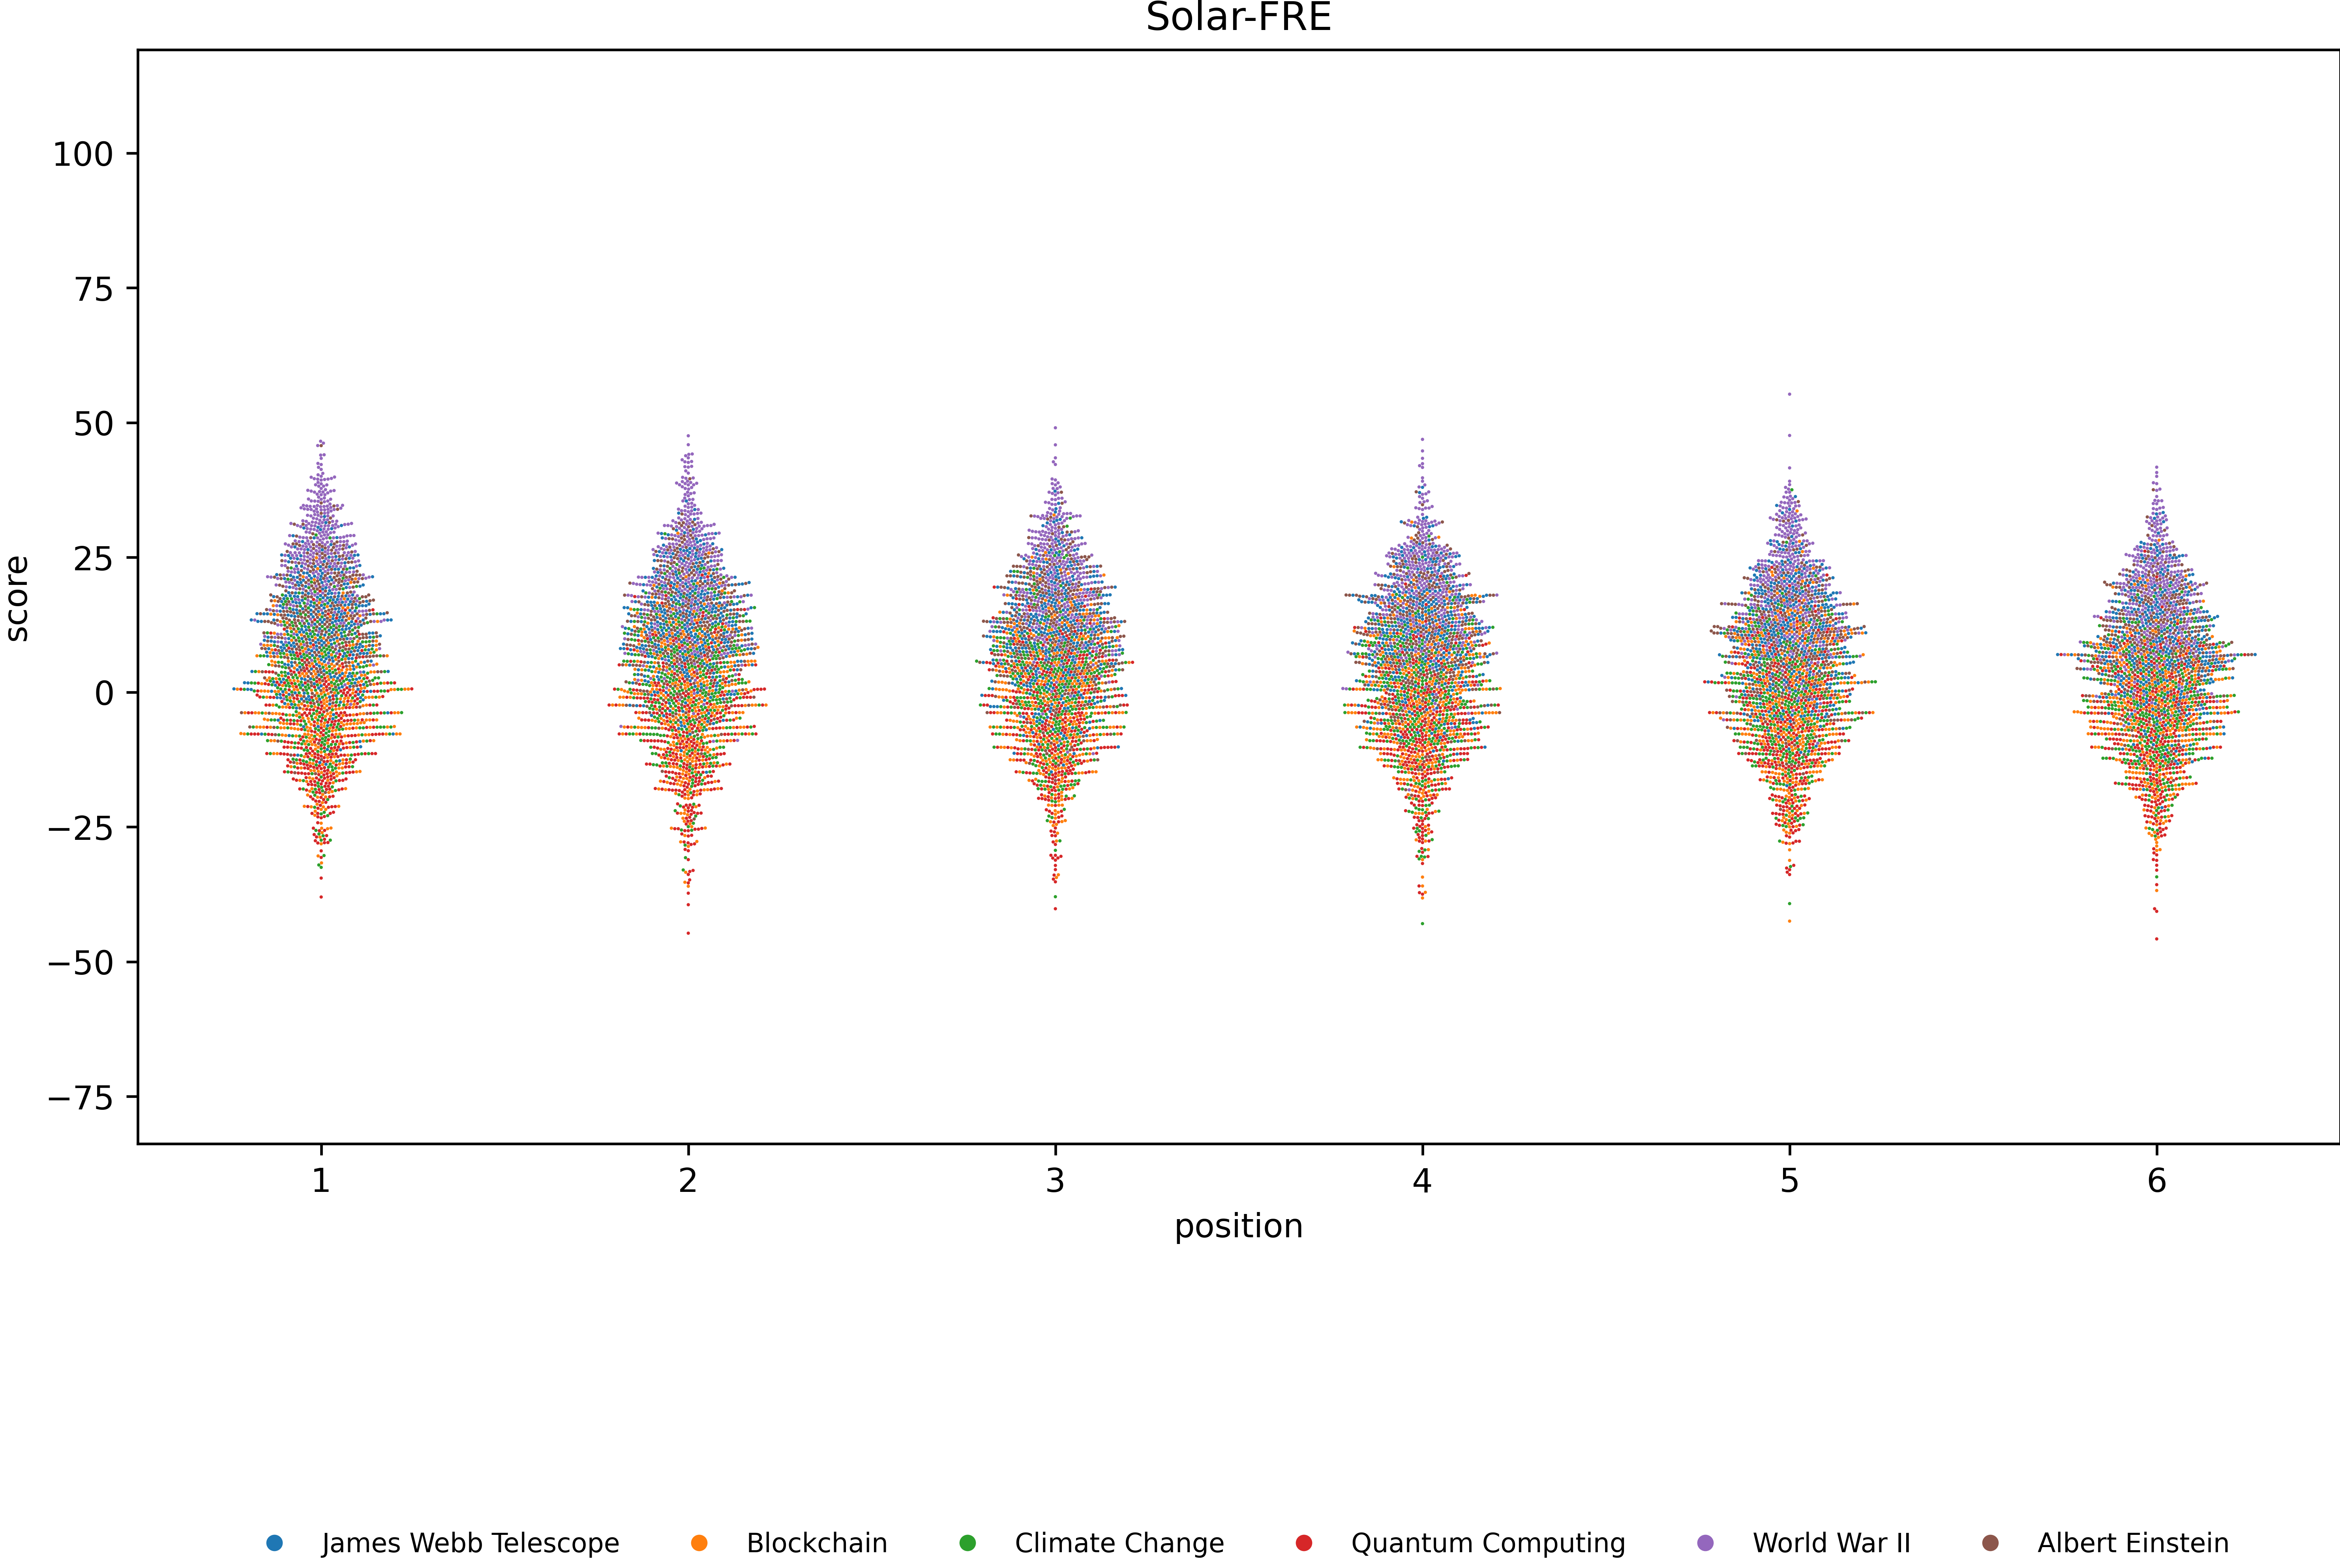 Solar-FRE
score
100
75
50
25
0
−25
−50
−75
1 2 3 4 5 6
position
James Webb Telescope Blockchain Climate Change Quantum Computing World War II Albert Einstein